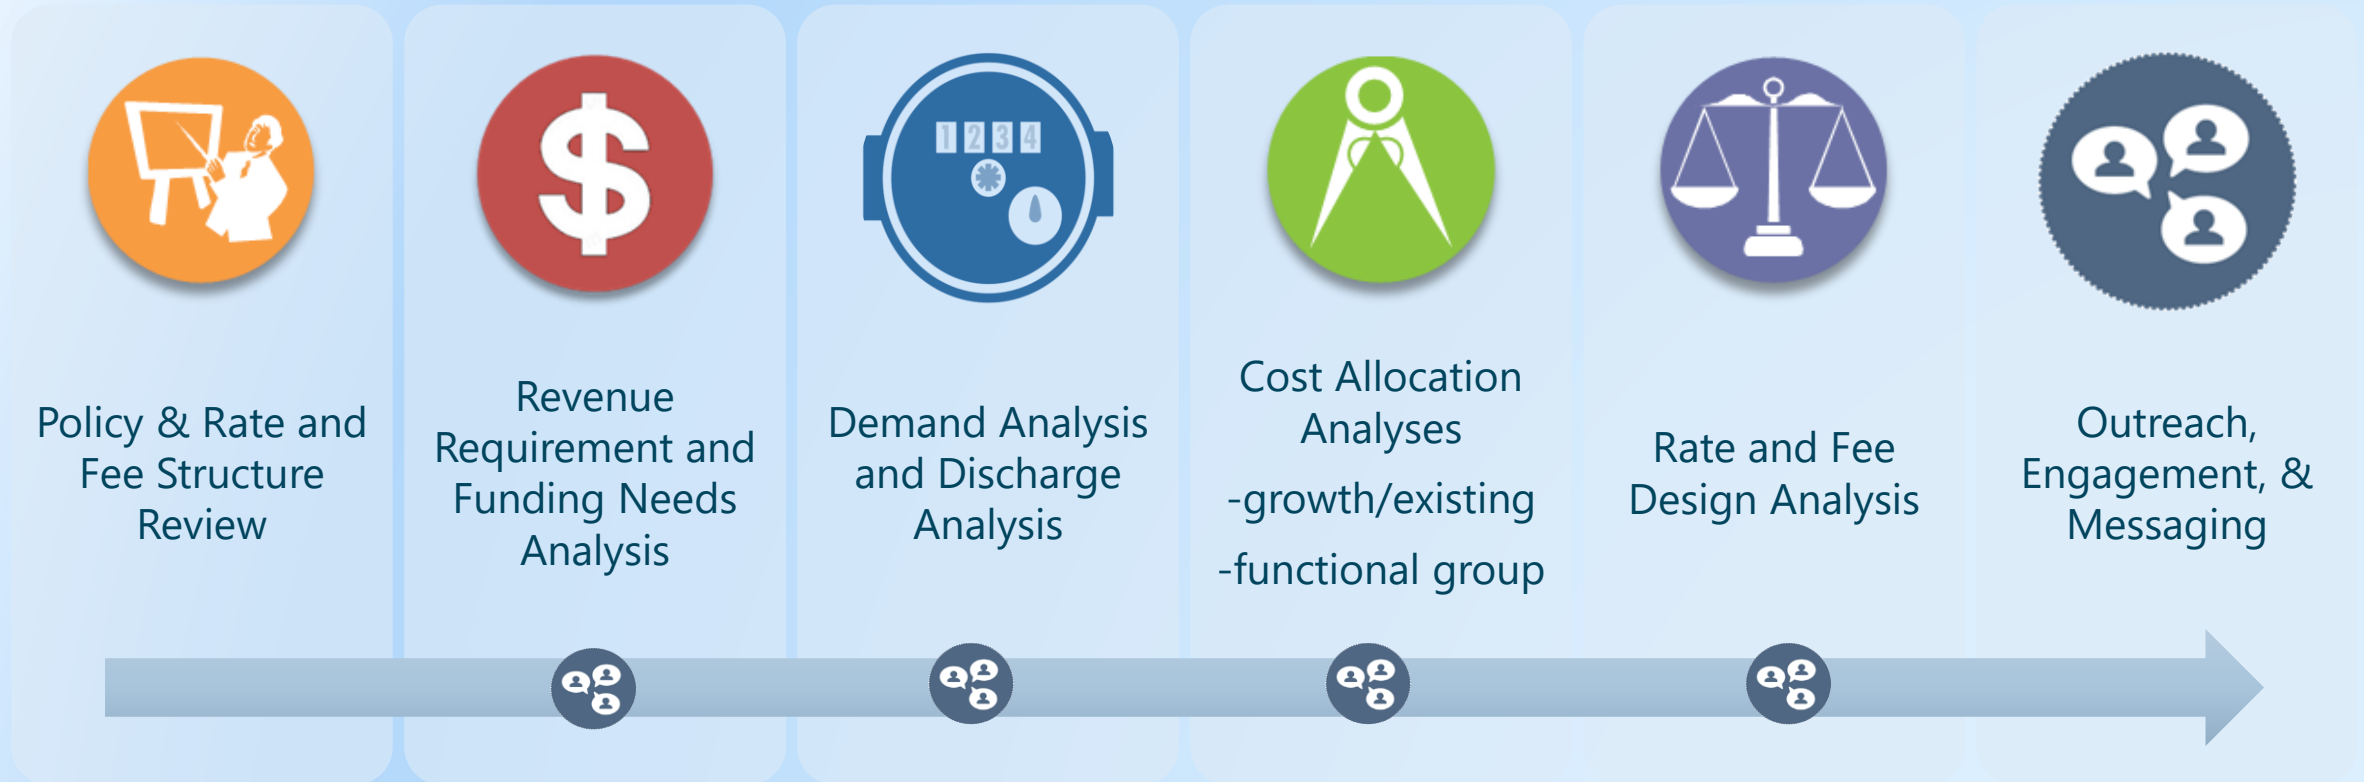 Policy & Rate and
Fee Structure
Review
Revenue
Requirement and
Funding Needs
Analysis
1234
Demand Analysis
and Discharge
Analysis
Cost Allocation
Analyses
-growth/existing
-functional group
Rate and Fee
Design Analysis
Outreach,
Engagement, &
Messaging